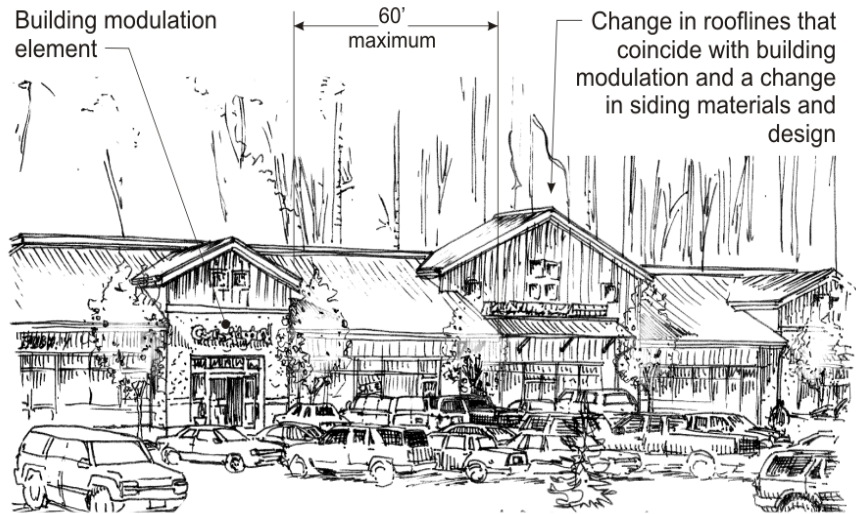 Building modulation
element
60’
maximum
Change in rooflines that
coincide with building
modulation and a change
in siding materials and
design